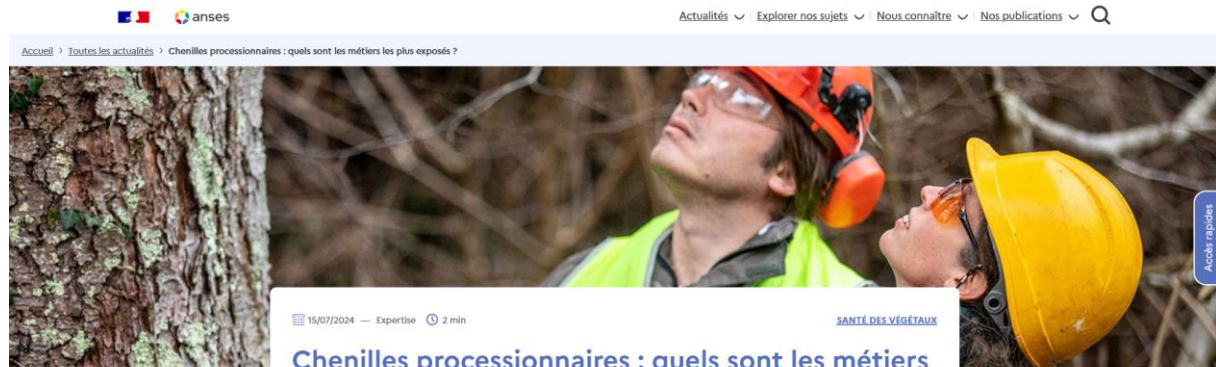 anses
Actualités Explorer nos sujets Nous connaître Nos publications
Accueil > Toutes les actualités > Chenilles processionnaires : quels sont les métiers les plus exposés ?
Accès rapides
15/07/2024 — Expertise 2 min
SANTÉ DES VÉGÉTAUX
Chenilles processionnaires : quels sont les métiers